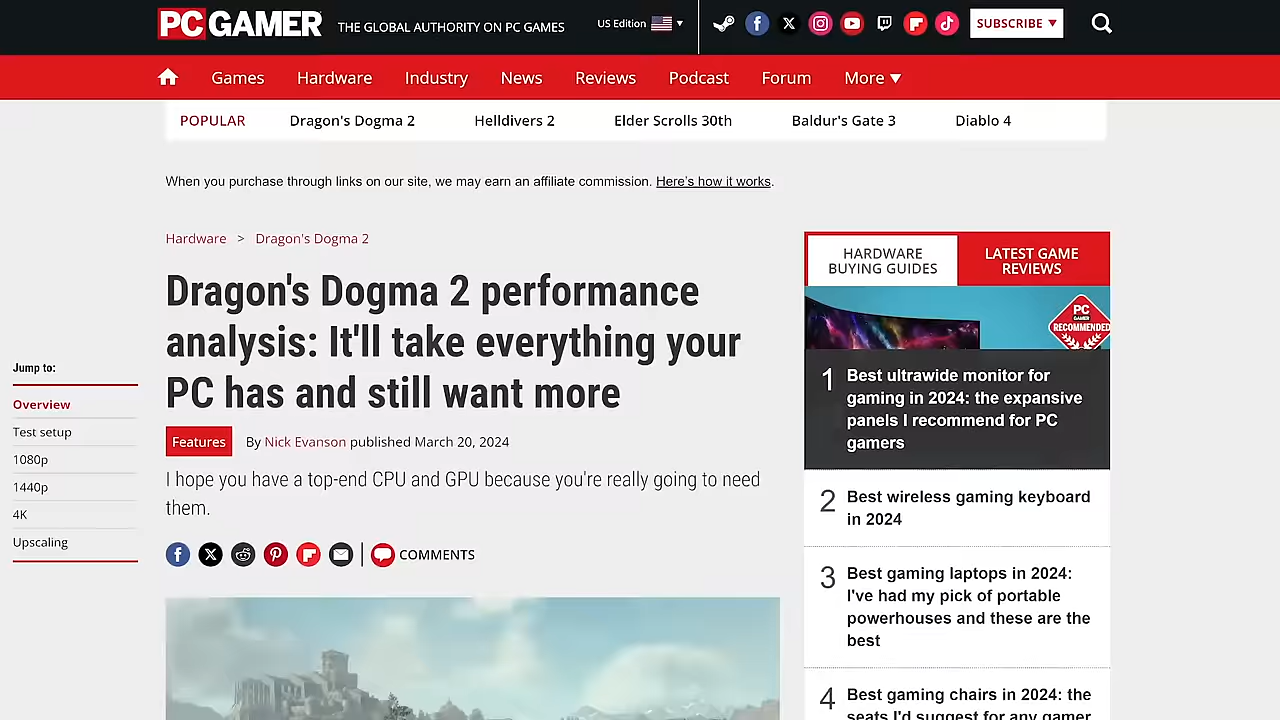 PC GAMER
THE GLOBAL AUTHORITY ON PC GAMES
US Edition
SUBSCRIBE
Games
Hardware
Industry
News
Reviews
Podcast
Forum
More
POPULAR
Dragon's Dogma 2
Helldivers 2
Elder Scrolls 30th
Baldur's Gate 3
Diablo 4
When you purchase through links on our site, we may earn an affiliate commission. Here's how it works.
Hardware > Dragon's Dogma 2
Dragon's Dogma 2 performance
analysis: It'll take everything your
PC has and still want more
Features By Nick Evanson published March 20, 2024
I hope you have a top-end CPU and GPU because you're really going to need
them.
COMMENTS
Jump to:
Overview
Test setup
1080p
1440p
4K
Upscaling
HARDWARE
BUYING GUIDES
LATEST GAME
REVIEWS
PC
GAMER
RECOMMENDED
1 Best ultrawide monitor for
gaming in 2024: the expansive
panels I recommend for PC
gamers
2 Best wireless gaming keyboard
in 2024
3 Best gaming laptops in 2024:
I've had my pick of portable
powerhouses and these are the
best
4 Best gaming chairs in 2024: the
seats I'd suggest for any gamer